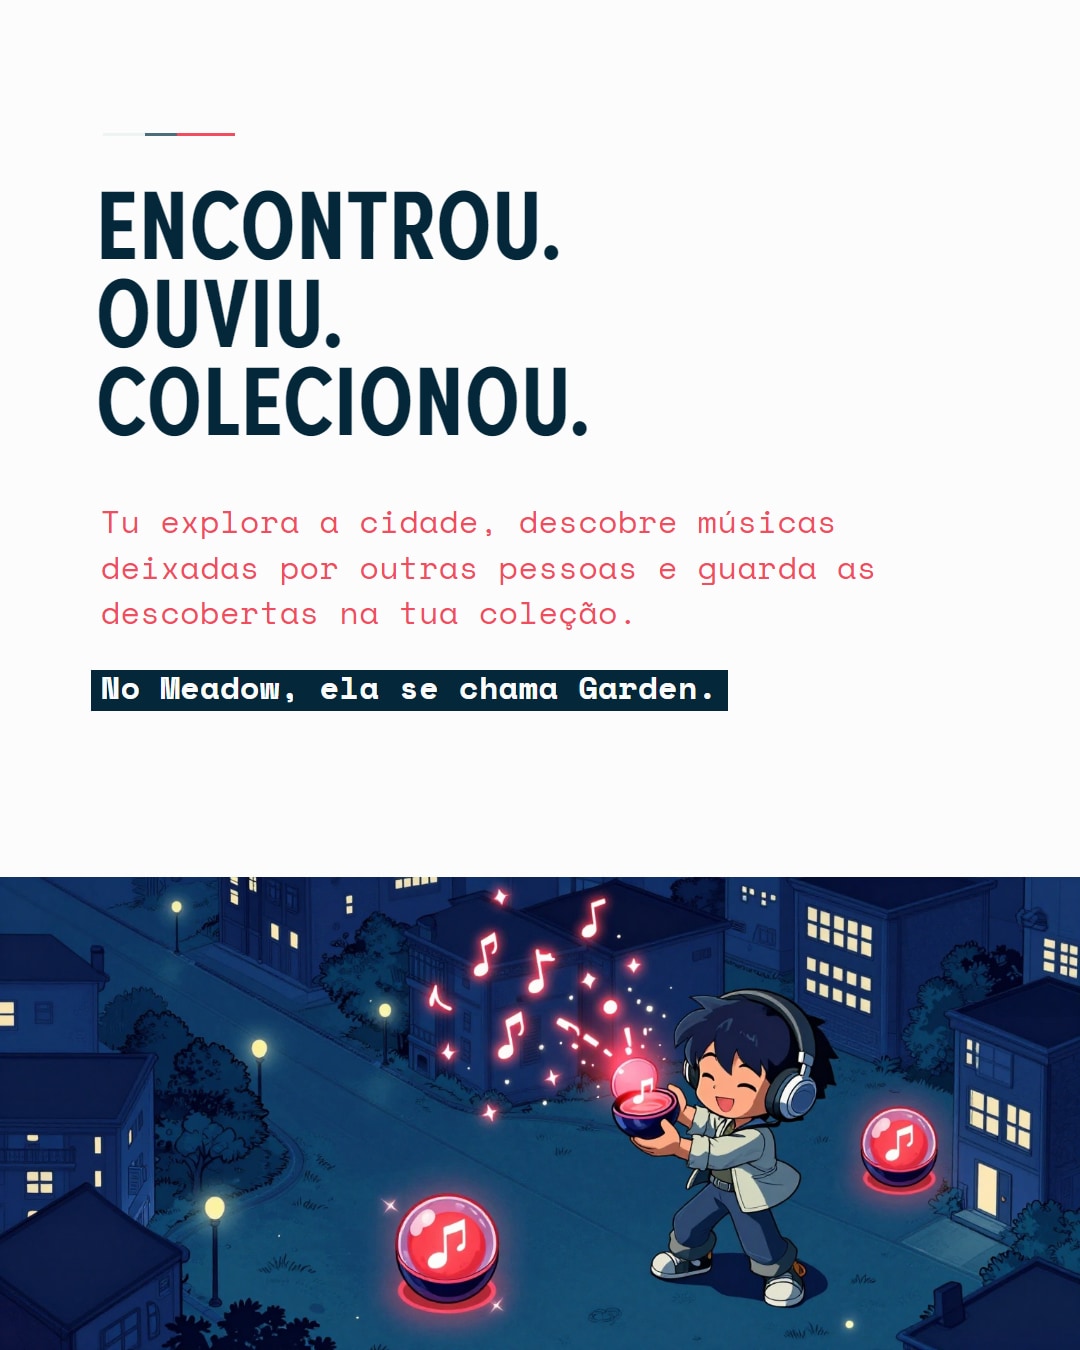 ENCONTROU.
OUVIU.
COLECIONOU.
Tu explora a cidade, descobre músicas
deixadas por outras pessoas e guarda as
descobertas na tua coleção.
No Meadow, ela se chama Garden.